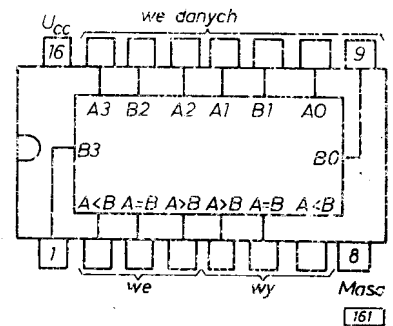 we danych
Ucc
16 9
A3 B2 A2 A1 B1 A0
B3 B0
A<B A=B A>B A>B A=B A<B
1 8
we wy Masa
161